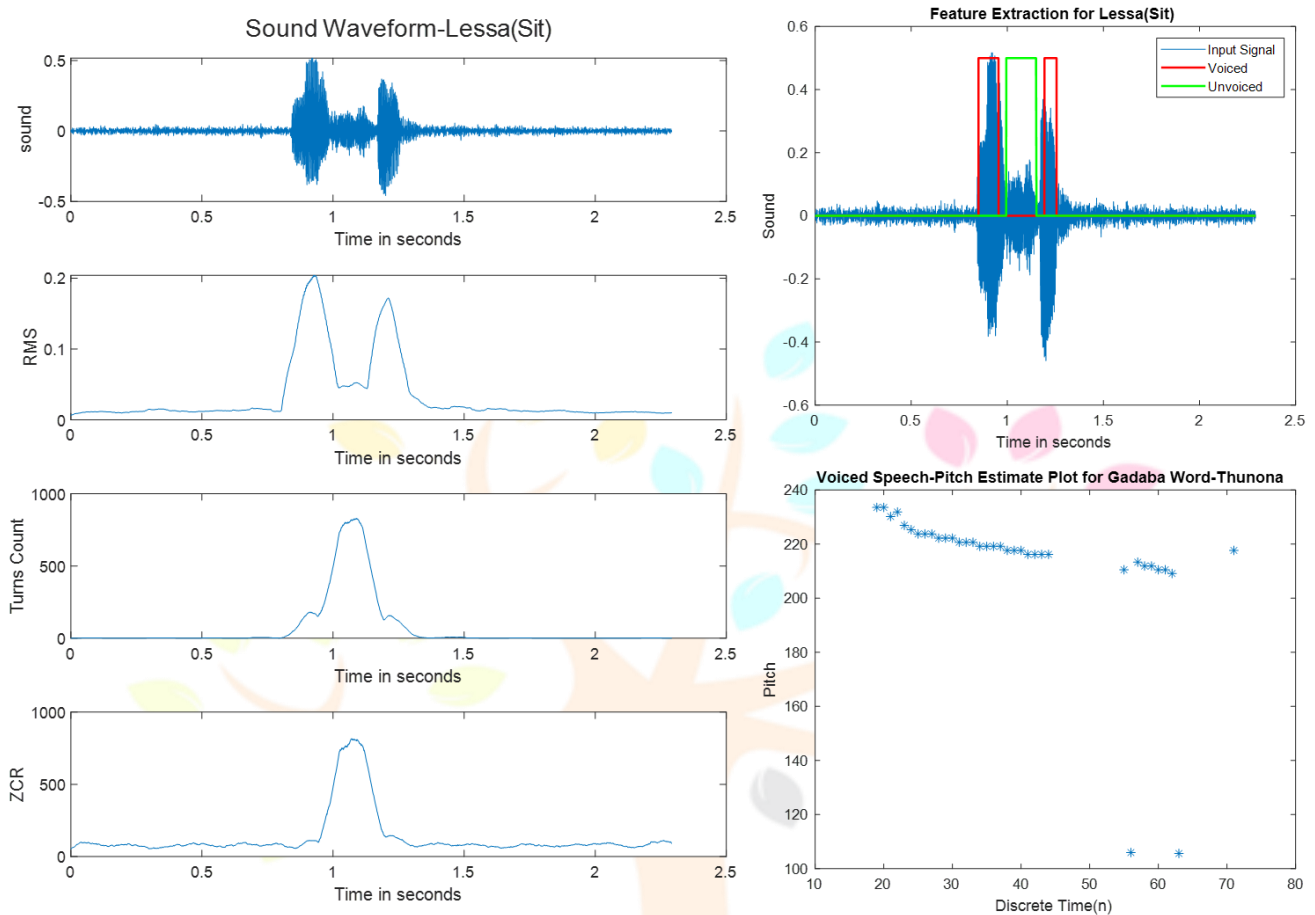 Sound Waveform-Lessa(Sit)
0.5
0
-0.5
sound
0 0.5 1 1.5 2 2.5
Time in seconds
0.2
0.1
0
RMS
0 0.5 1 1.5 2 2.5
Time in seconds
1000
500
0
Turns Count
0 0.5 1 1.5 2 2.5
Time in seconds
1000
500
0
ZCR
0 0.5 1 1.5 2 2.5
Time in seconds
Feature Extraction for Lessa(Sit)
Input Signal
Voiced
Unvoiced
0.6
0.4
0.2
0
-0.2
-0.4
-0.6
Sound
0 0.5 1 1.5 2 2.5
Time in seconds
Voiced Speech-Pitch Estimate Plot for Gadaba Word-Thunona
240
220
200
180
160
140
120
100
Pitch
10 20 30 40 50 60 70 80
Discrete Time(n)